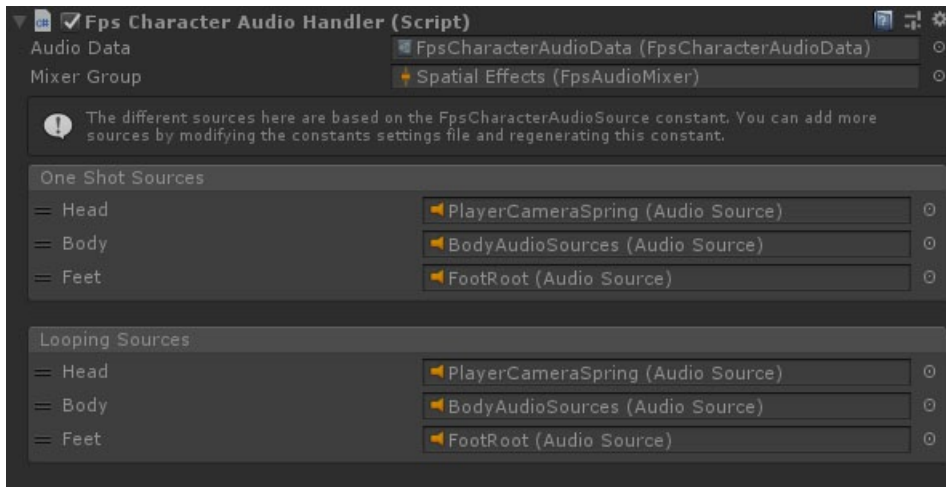 Fps Character Audio Handler (Script)
Audio Data FpsCharacterAudioData (FpsCharacterAudioData)
Mixer Group Spatial Effects (FpsAudioMixer)
The different sources here are based on the FpsCharacterAudioSource constant. You can add more
sources by modifying the constants settings file and regenerating this constant.
One Shot Sources
Head PlayerCameraSpring (Audio Source)
Body BodyAudioSources (Audio Source)
Feet FootRoot (Audio Source)
Looping Sources
Head PlayerCameraSpring (Audio Source)
Body BodyAudioSources (Audio Source)
Feet FootRoot (Audio Source)